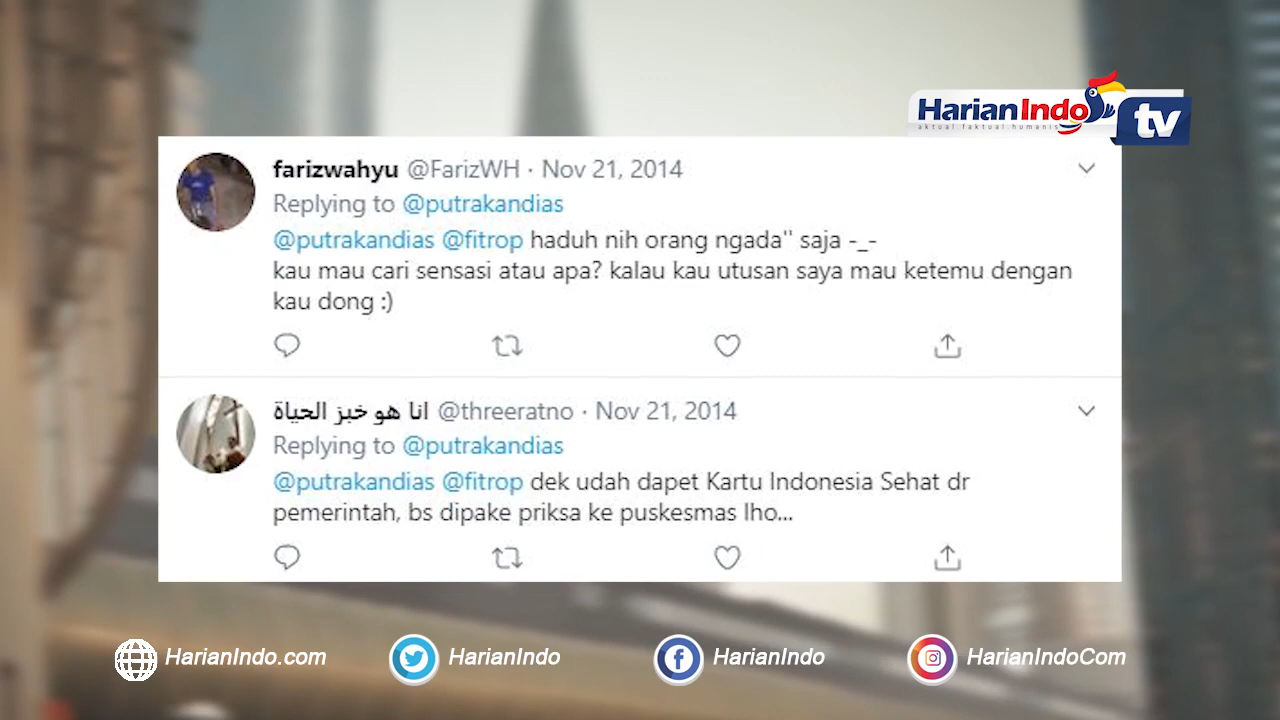 HarianIndo
aktual faktual humanis
tv
farizwahyu @FarizWH · Nov 21, 2014
Replying to @putrakandias
@putrakandias @fitrop haduh nih orang ngada'' saja -_-
kau mau cari sensasi atau apa? kalau kau utusan saya mau ketemu dengan
kau dong :)
انا هو خبز الحياة @threeratno · Nov 21, 2014
Replying to @putrakandias
@putrakandias @fitrop dek udah dapet Kartu Indonesia Sehat dr
pemerintah, bs dipake priksa ke puskesmas lho...
HarianIndo.com HarianIndo HarianIndo HarianIndoCom